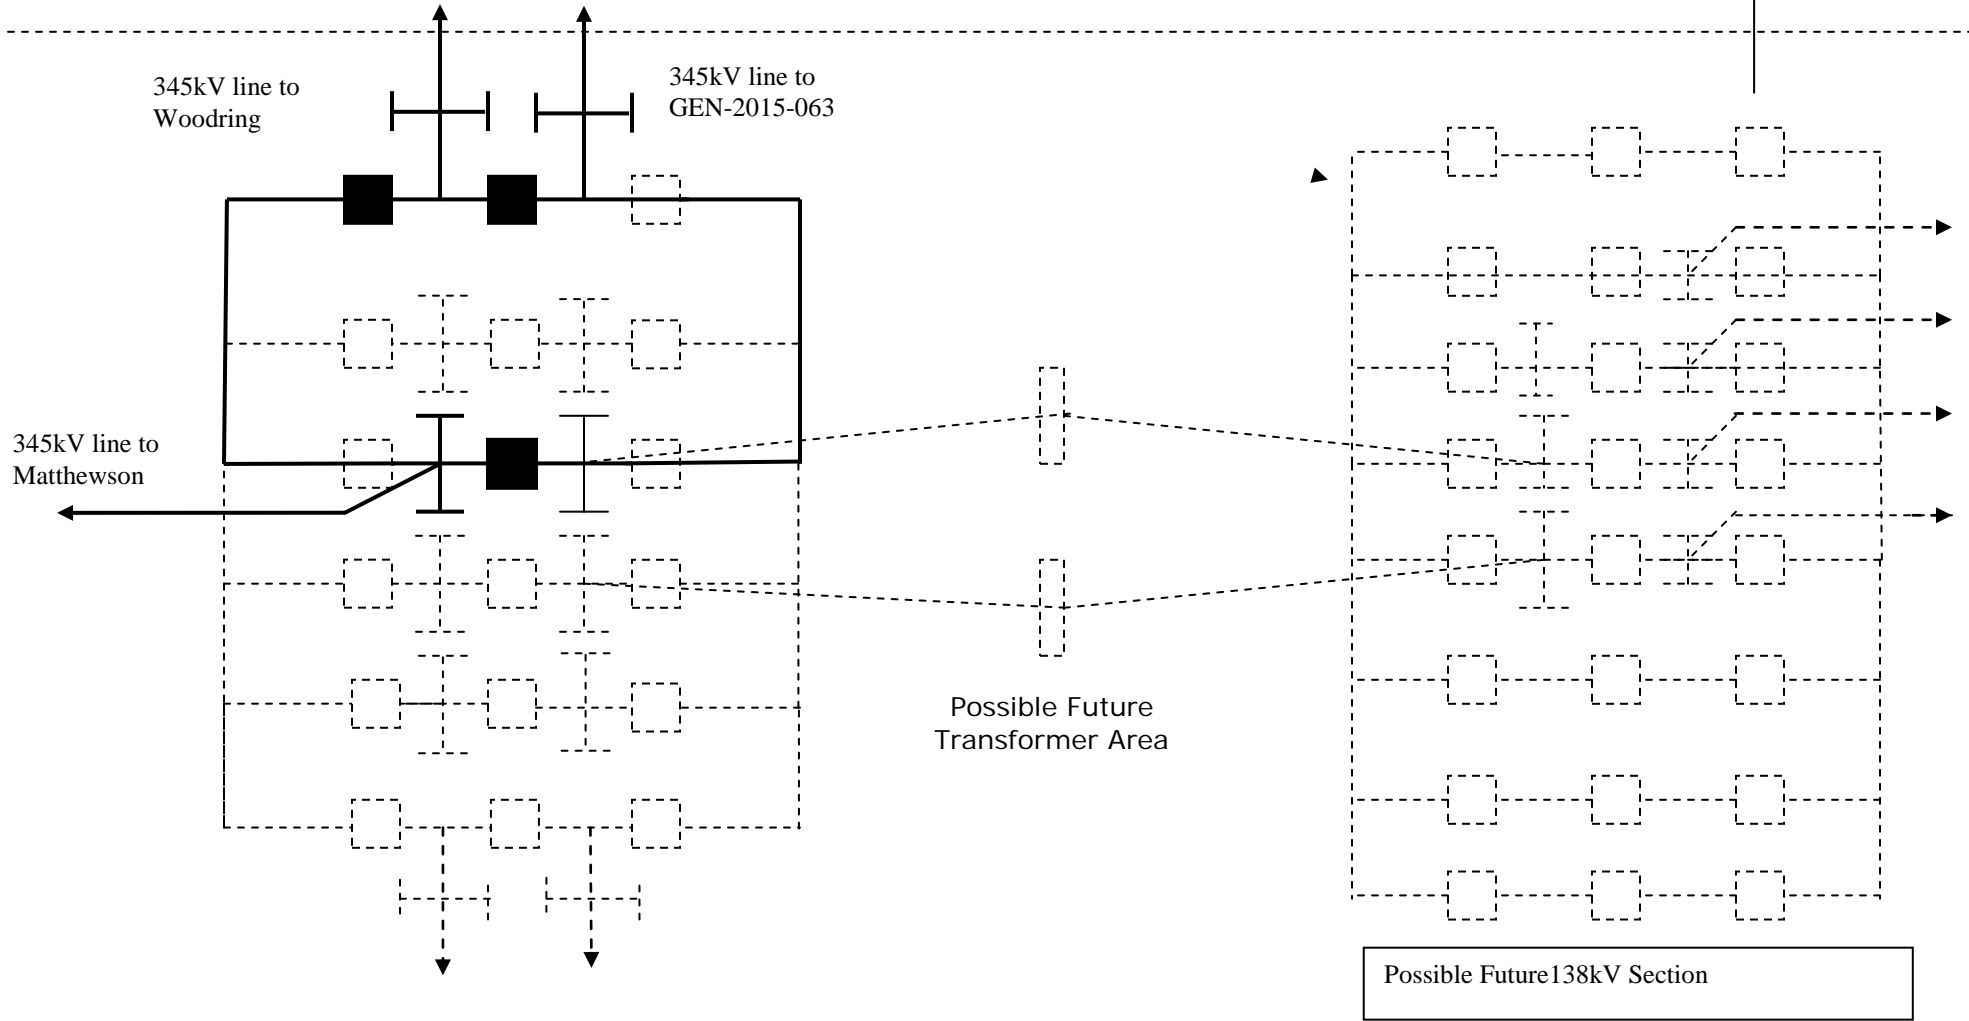 345kV line to
Woodring
345kV line to
GEN-2015-063
345kV line to
Matthewson
Possible Future
Transformer Area
Possible Future138kV Section